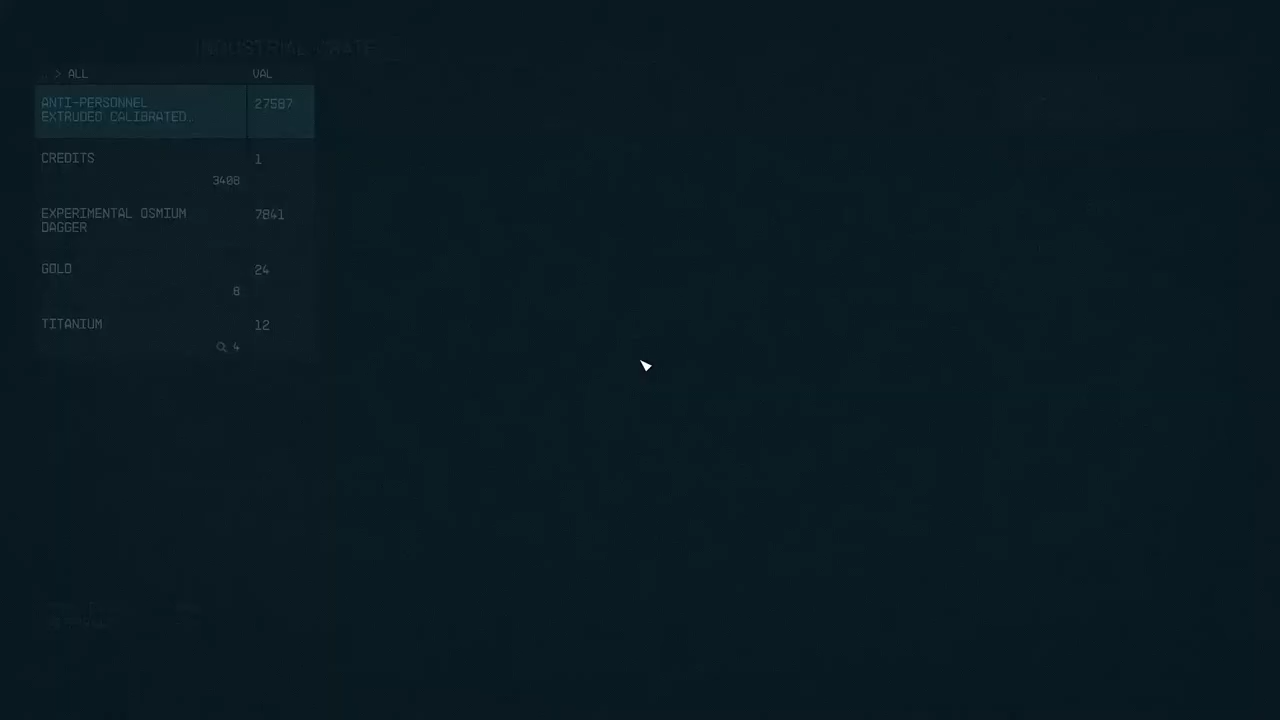 INDUSTRIAL CRATE
> ALL VAL
ANTI-PERSONNEL 27587
EXTRUDED CALIBRATED..
CREDITS 1
3408
EXPERIMENTAL OSMIUM 7841
DAGGER
GOLD 24
8
TITANIUM 12
4